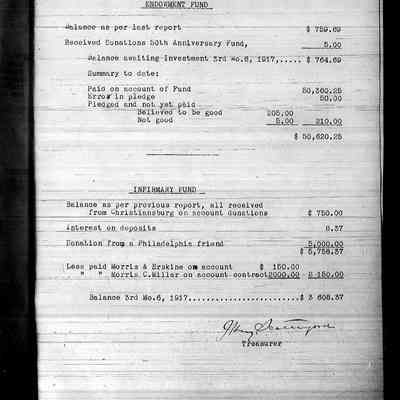 ENDOWMENT FUND
Balance as per last report $ 759.69
Received Donations 50th Anniversary Fund, 5.00
Balance awaiting Investment 3rd Mo.6, 1917,..... $ 764.69
Summary to date:
Paid on account of Fund 50,360.25
Error in pledge 50.00
Pledged and not yet paid
Believed to be good 205.00
Not good 5.00 210.00
$ 50,620.25
INFIRMARY FUND
Balance as per previous report, all received
from Christiansburg on account donations $ 750.00
Interest on deposits 8.37
Donation from a Philadelphia friend 5,000.00
$ 5,758.37
Less paid Morris & Erskine on account $ 150.00
" " Morris C.Miller on account contract2000.00 2 150.00
Balance 3rd Mo.6, 1917......................$ 3 608.37
Treasurer